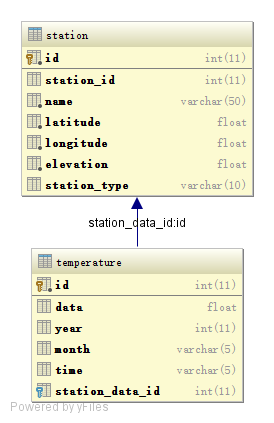 station
id int(11)
station_id int(11)
name varchar(50)
latitude float
longitude float
elevation float
station_type varchar(10)
station_data_id:id
temperature
id int(11)
data float
year int(11)
month varchar(5)
time varchar(5)
station_data_id int(11)
Powered by yFiles